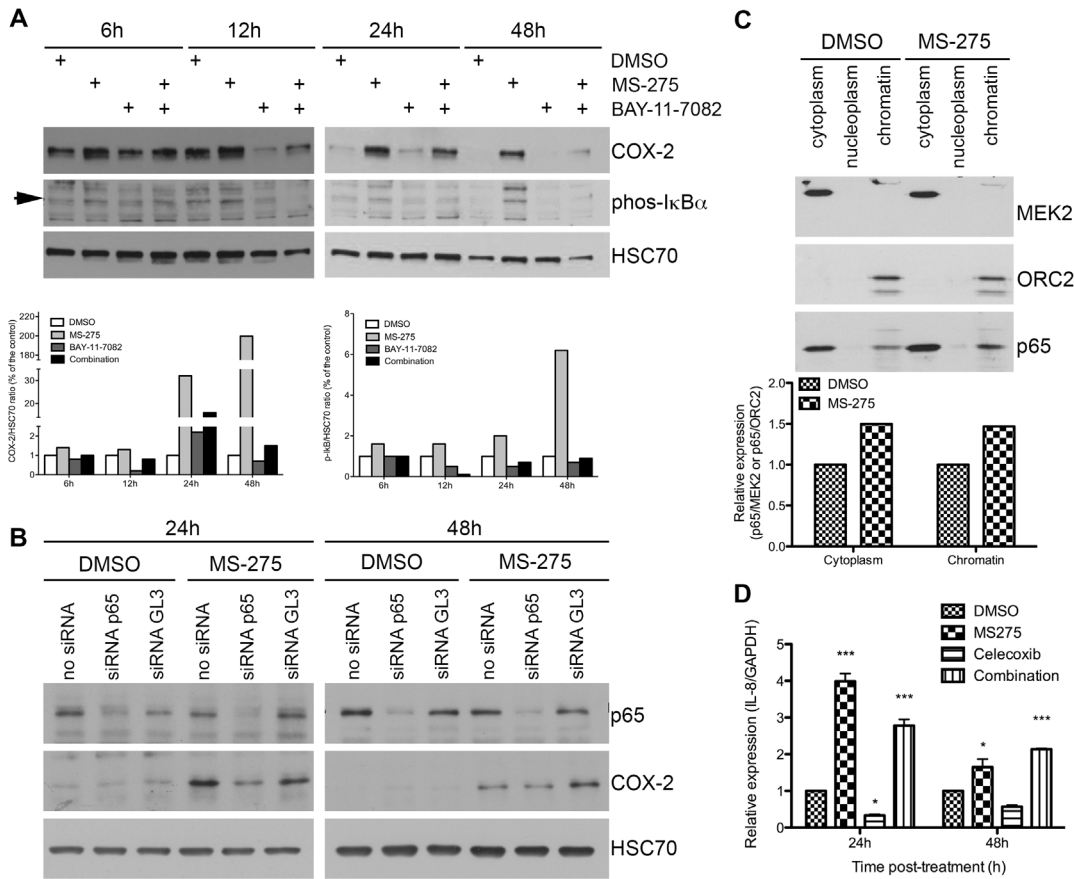 A
6h 12h 24h 48h
+ + + + DMSO
+ + + + + + + + MS-275
+ + + + + + + + BAY-11-7082
COX-2
phos-IκBα
HSC70
COX-2/HSC70 ratio (% of the control)
220
200
180
160
30
20
10
2
1
0
DMSO
MS-275
BAY-11-7082
Combination
6h 12h 24h 48h
p-IkB/HSC70 ratio (% of the control)
8
6
4
2
0
DMSO
MS-275
BAY-11-7082
Combination
6h 12h 24h 48h
B
24h 48h
DMSO MS-275 DMSO MS-275
no siRNA siRNA p65 siRNA GL3 no siRNA siRNA p65 siRNA GL3 no siRNA siRNA p65 siRNA GL3 no siRNA siRNA p65 siRNA GL3
p65
COX-2
HSC70
C
DMSO MS-275
cytoplasm nucleoplasm chromatin cytoplasm nucleoplasm chromatin
MEK2
ORC2
p65
Relative expression
(p65/MEK2 or p65/ORC2)
2.0
1.5
1.0
0.5
0.0
DMSO
MS-275
Cytoplasm Chromatin
D
DMSO
MS275
Celecoxib
Combination
Relative expression (IL-8/GAPDH)
5
4
3
2
1
0
*** * *** * ***
24h 48h
Time post-treatment (h)